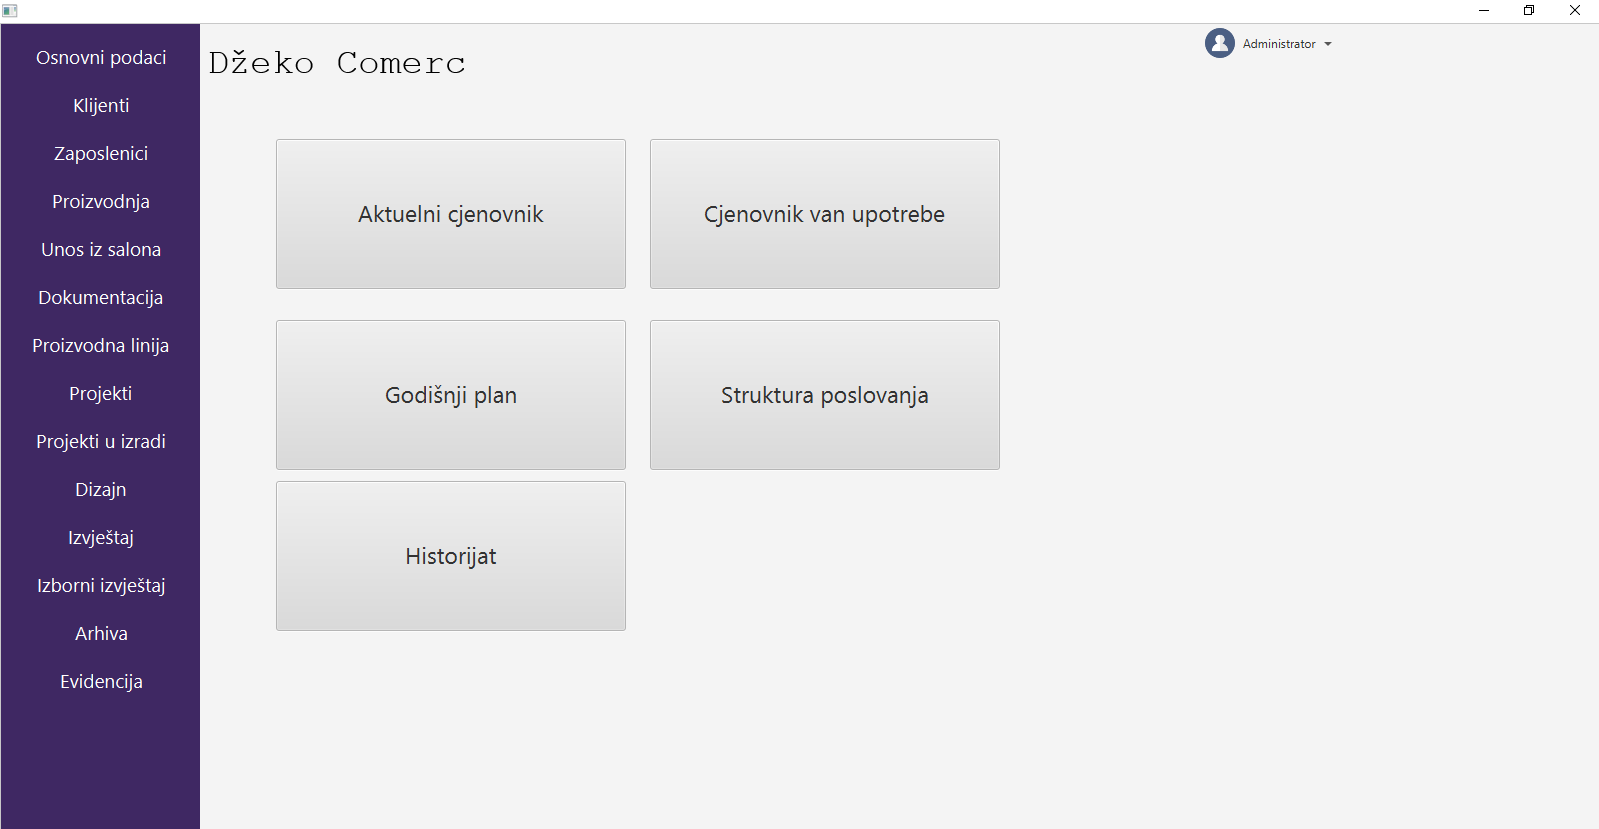 Džeko Comerc
Administrator
Osnovni podaci
Klijenti
Zaposlenici
Proizvodnja
Unos iz salona
Dokumentacija
Proizvodna linija
Projekti
Projekti u izradi
Dizajn
Izvještaj
Izborni izvještaj
Arhiva
Evidencija
Aktuelni cjenovnik
Cjenovnik van upotrebe
Godišnji plan
Struktura poslovanja
Historijat